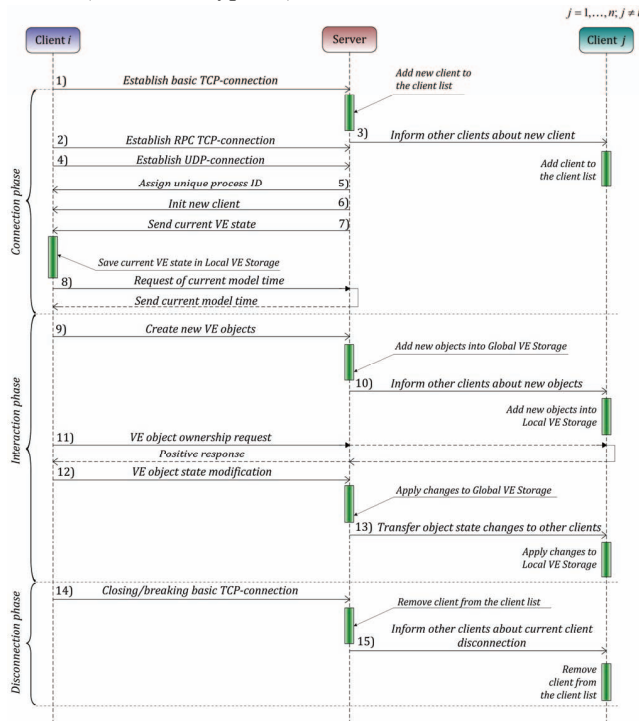 j = 1,…, n; j ≠ i
Client i
Server
Client j
Connection phase
1) Establish basic TCP-connection
Add new client to
the client list
2) Establish RPC TCP-connection
3) Inform other clients about new client
4) Establish UDP-connection
Add client to
the client list
Assign unique process ID 5)
Init new client 6)
Send current VE state 7)
Save current VE state in Local VE Storage
8) Request of current model time
Send current model time
Interaction phase
9) Create new VE objects
Add new objects into Global VE Storage
10) Inform other clients about new objects
Add new objects into
Local VE Storage
11) VE object ownership request
Positive response
12) VE object state modification
Apply changes to Global VE Storage
13) Transfer object state changes to other clients
Apply changes to
Local VE Storage
Disconnection phase
14) Closing/breaking basic TCP-connection
Remove client from the client list
15) Inform other clients about current client
disconnection
Remove
client from
the client list